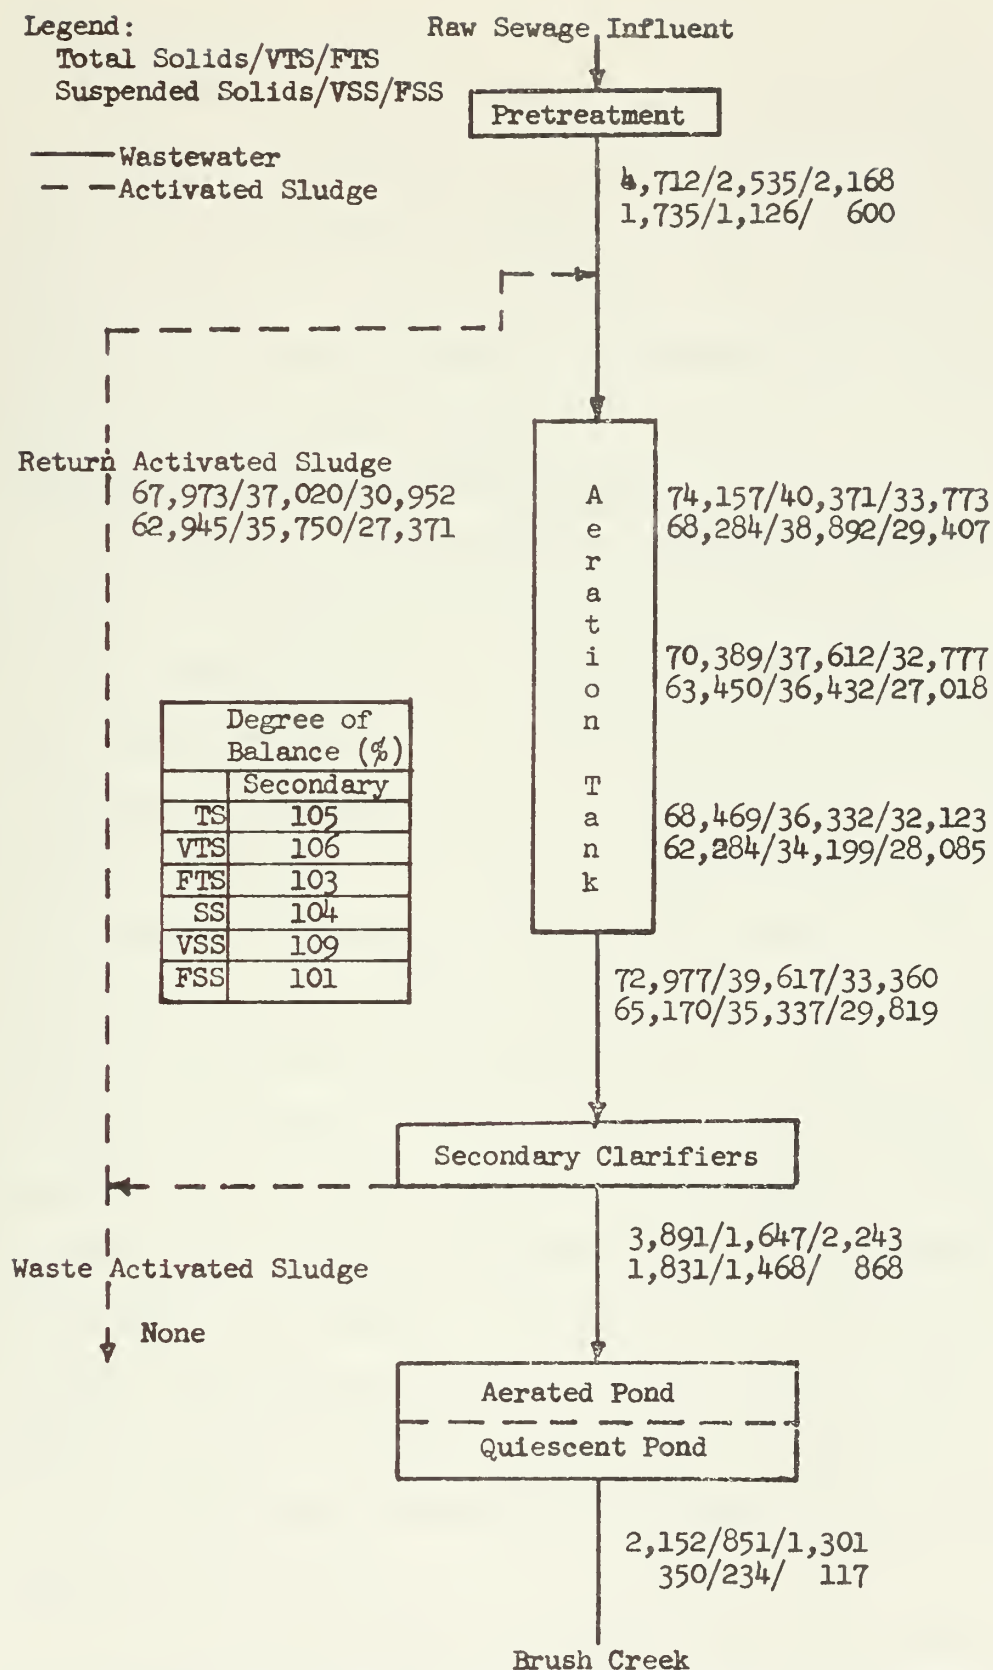 Legend:
Total Solids/VTS/FTS
Suspended Solids/VSS/FSS
Wastewater
Activated Sludge
Raw Sewage Influent
Pretreatment
4,712/2,535/2,168
1,735/1,126/ 600
Return Activated Sludge
67,973/37,020/30,952
62,945/35,750/27,371
Aeration Tank
74,157/40,371/33,773
68,284/38,892/29,407
70,389/37,612/32,777
63,450/36,432/27,018
68,469/36,332/32,123
62,284/34,199/28,085
Degree of
Balance (%)
Secondary
TS 105
VTS 106
FTS 103
SS 104
VSS 109
FSS 101
72,977/39,617/33,360
65,170/35,337/29,819
Secondary Clarifiers
3,891/1,647/2,243
1,831/1,468/ 868
Waste Activated Sludge
None
Aerated Pond
Quiescent Pond
2,152/851/1,301
350/234/ 117
Brush Creek